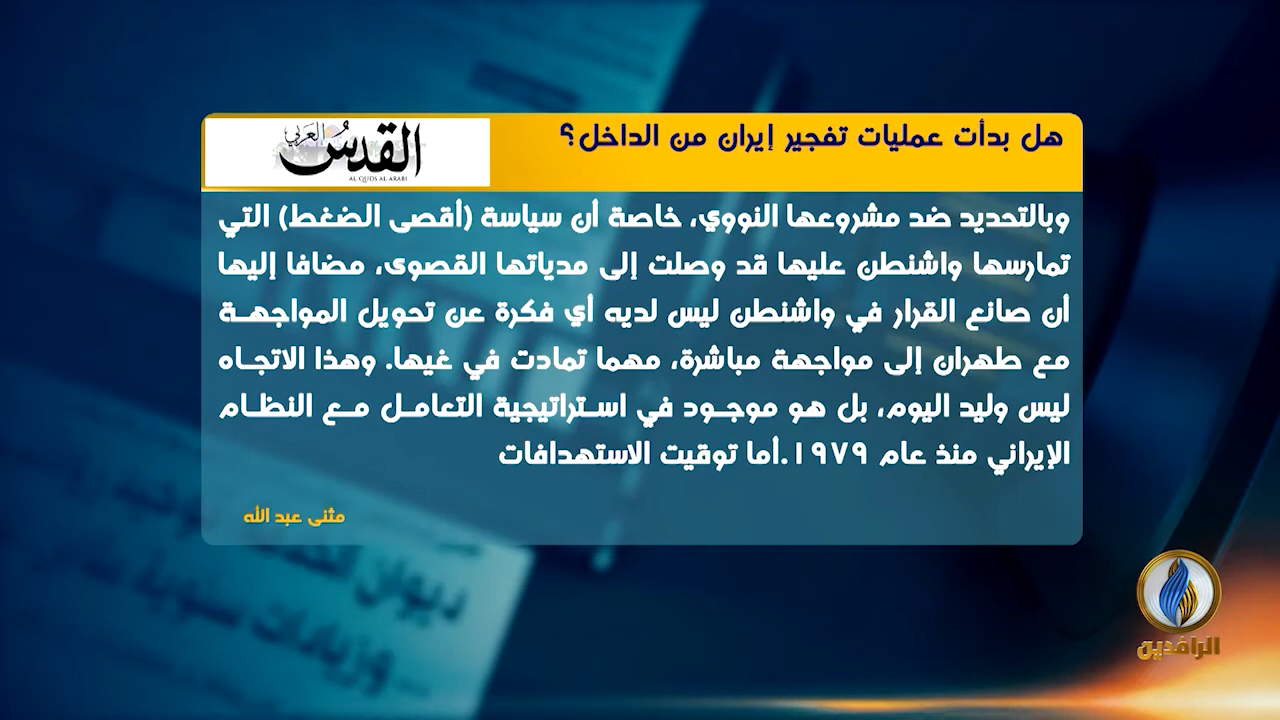 هل بدأت عمليات تفجير إيران من الداخل؟
القدس العربي
AL QUDS AL ARABI
وبالتحديد ضد مشروعها النووي، خاصة أن سياسة (أقصى الضغط) التي
تمارسها واشنطن عليها قد وصلت إلى مدياتها القصوى، مضافا إليها
أن صانع القرار في واشنطن ليس لديه أي فكرة عن تحويل المواجهة
مع طهران إلى مواجهة مباشرة، مهما تمادت في غيها. وهذا الاتجاه
ليس وليد اليوم، بل هو موجود في استراتيجية التعامل مع النظام
الإيراني منذ عام ١٩٧٩.أما توقيت الاستهدافات
مثنى عبد الله
ديوان
وزيادات سنوية
الرافدين